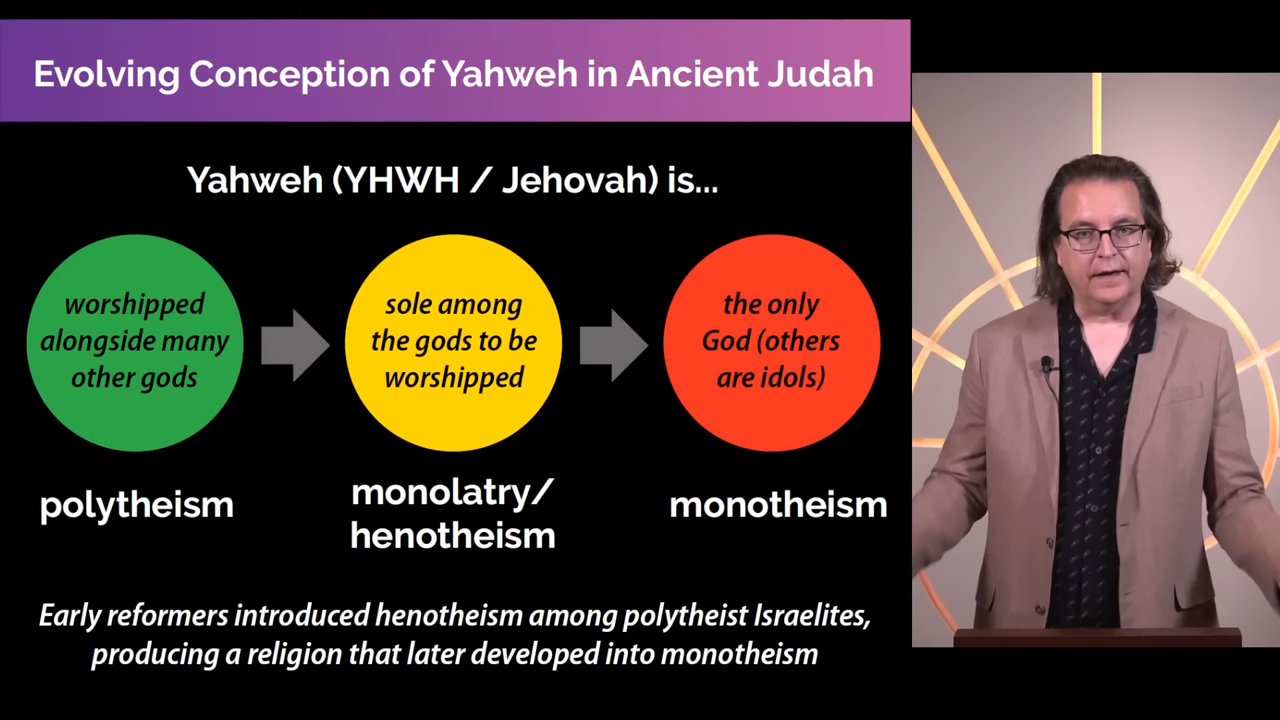 Evolving Conception of Yahweh in Ancient Judah
Yahweh (YHWH / Jehovah) is...
worshipped
alongside many
other gods
sole among
the gods to be
worshipped
the only
God (others
are idols)
polytheism
monolatry/
henotheism
monotheism
Early reformers introduced henotheism among polytheist Israelites,
producing a religion that later developed into monotheism